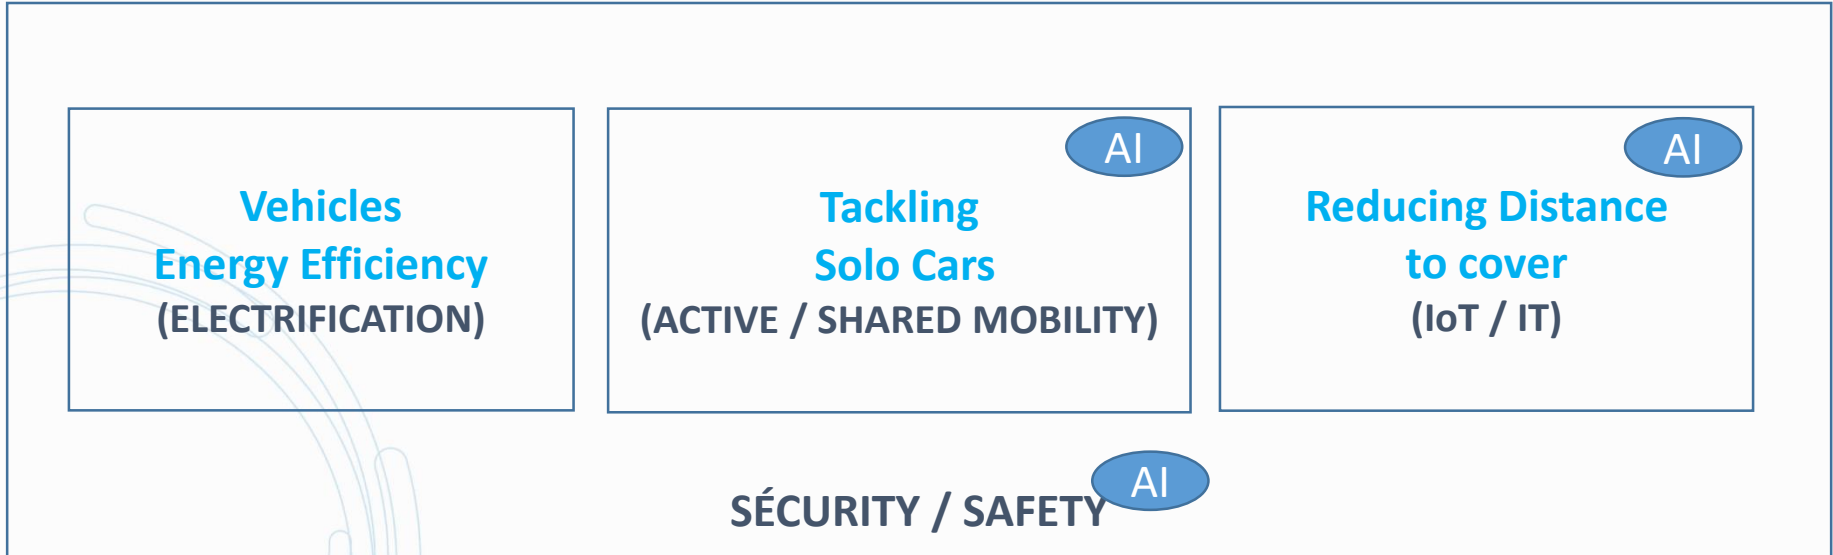 Vehicles
Energy Efficiency
(ELECTRIFICATION)
AI
Tackling
Solo Cars
(ACTIVE / SHARED MOBILITY)
AI
Reducing Distance
to cover
(IoT / IT)
AI
SÉCURITY / SAFETY